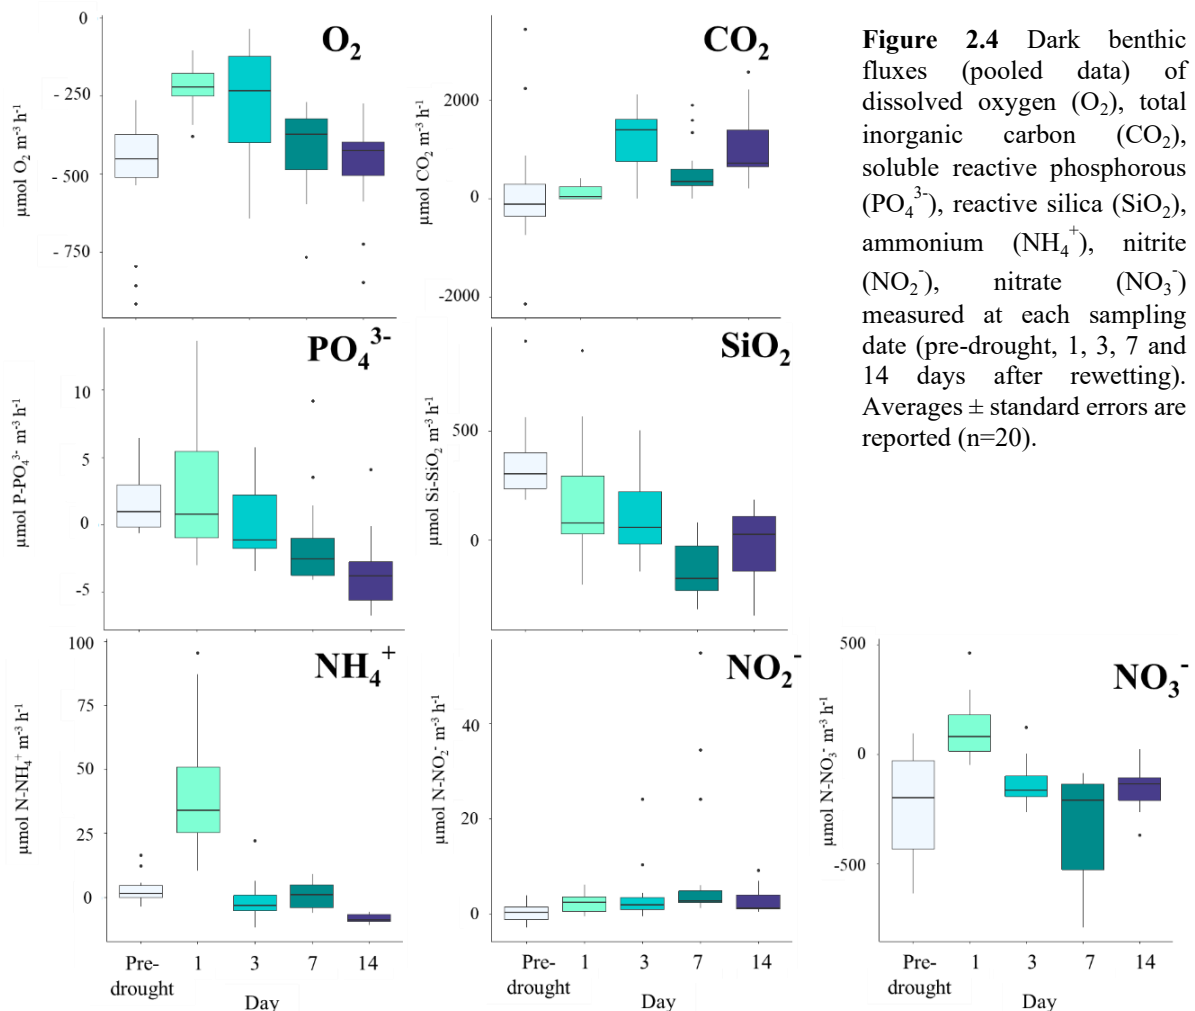 O2
0
- 250
- 500
- 750
µmol O2 m-3 h-1
CO2
2000
0
-2000
µmol CO2 m-3 h-1
Figure 2.4 Dark benthic
fluxes (pooled data) of
dissolved oxygen (O2), total
inorganic carbon (CO2),
soluble reactive phosphorous
(PO43-), reactive silica (SiO2),
ammonium (NH4+), nitrite
(NO2-), nitrate (NO3-)
measured at each sampling
date (pre-drought, 1, 3, 7 and
14 days after rewetting).
Averages ± standard errors are
reported (n=20).
PO43-
10
5
0
-5
µmol P-PO43- m-3 h-1
SiO2
500
0
µmol Si-SiO2 m-3 h-1
NH4+
100
75
50
25
0
µmol N-NH4+ m-3 h-1
Pre-
drought
1
3
7
14
Day
NO2-
40
20
0
µmol N-NO2- m-3 h-1
Pre-
drought
1
3
7
14
Day
NO3-
500
0
-500
µmol N-NO3- m-3 h-1
Pre-
drought
1
3
7
14
Day